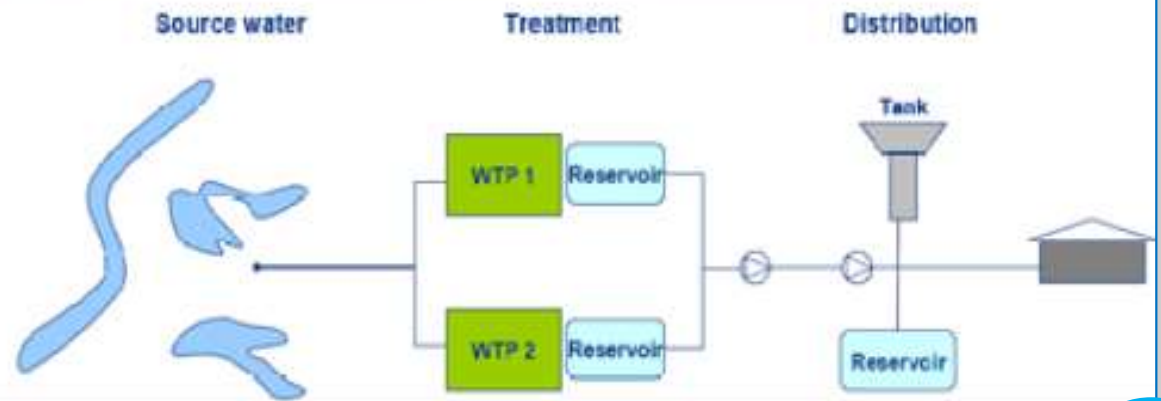 Source water
Treatment
Distribution
Tank
WTP 1
Reservoir
WTP 2
Reservoir
Reservoir